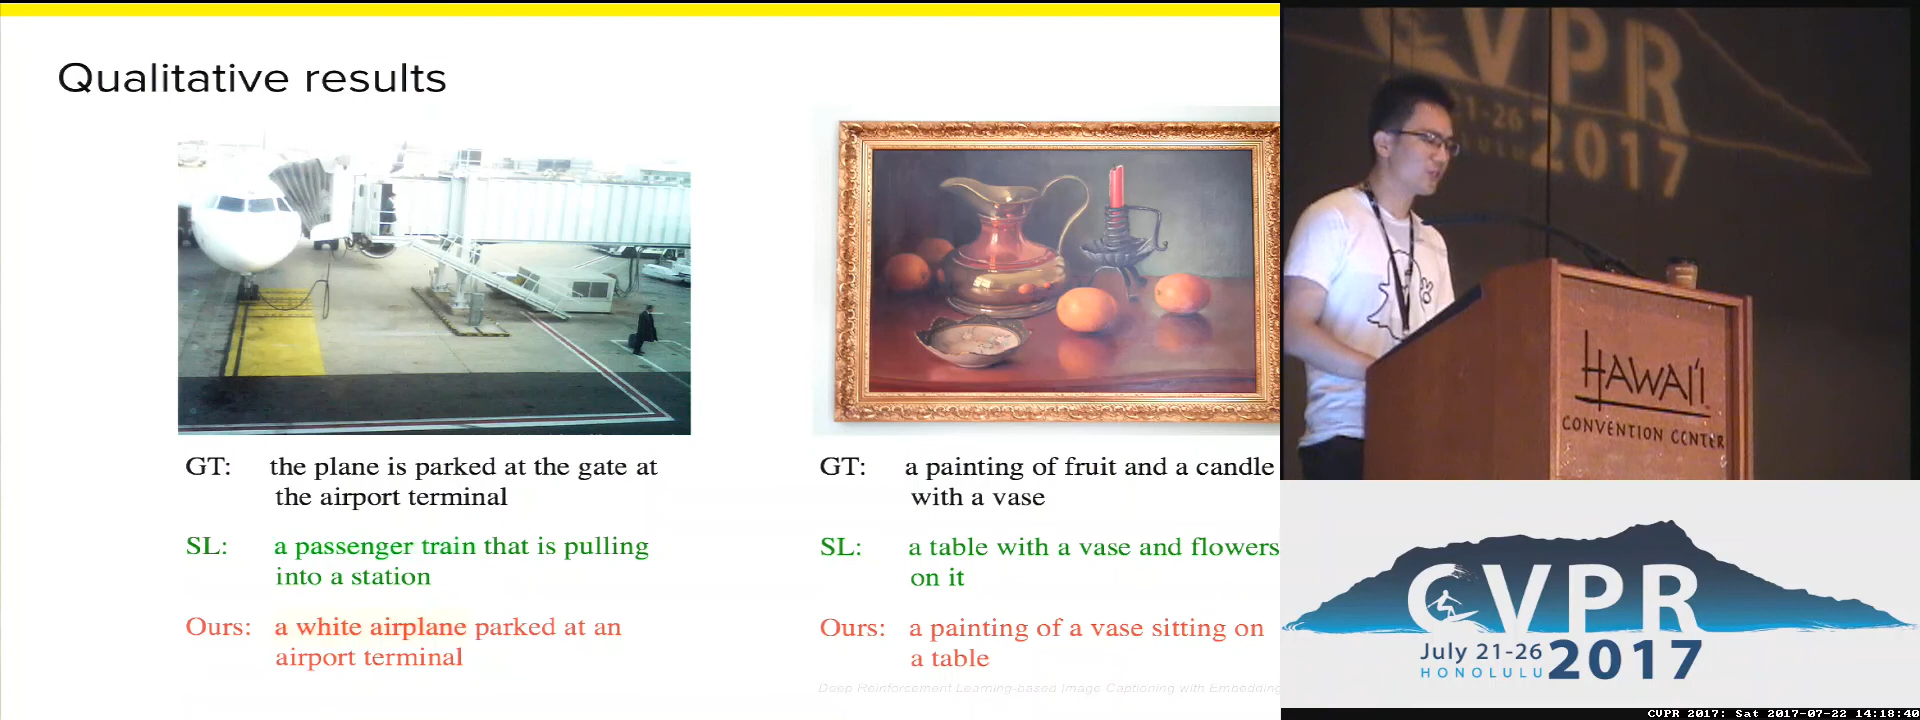 Qualitative results
GT: the plane is parked at the gate at
the airport terminal
SL: a passenger train that is pulling
into a station
Ours: a white airplane parked at an
airport terminal
GT: a painting of fruit and a candle
with a vase
SL: a table with a vase and flowers
on it
Ours: a painting of a vase sitting on
a table
Deep Reinforcement Learning-based Image Captioning with Embedding
CVPR
21-26
2017
HAWAI'I
CONVENTION CENTER
CVPR
July 21-26
HONOLULU
2017
CVPR 2017: Sat 2017-07-22 14:18:40